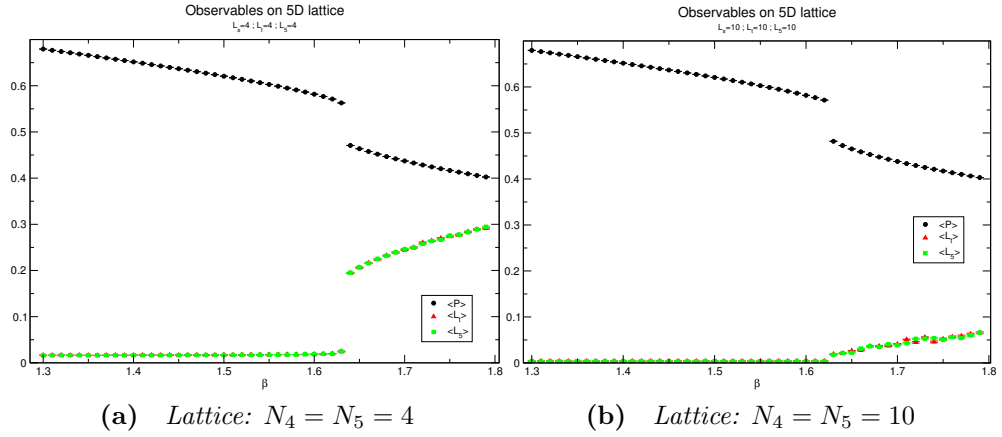 Observables on 5D lattice
Lₛ=4 ; Lₜ=4 ; L₅=4
0.6
0.5
0.4
0.3
0.2
0.1
0
1.3
1.4
1.5
1.6
1.7
1.8
β
<P>
<Lₜ>
<L₅>
(a) Lattice: N₄ = N₅ = 4
Observables on 5D lattice
Lₛ=10 ; Lₜ=10 ; L₅=10
0.6
0.5
0.4
0.3
0.2
0.1
0
1.3
1.4
1.5
1.6
1.7
1.8
β
<P>
<Lₜ>
<L₅>
(b) Lattice: N₄ = N₅ = 10